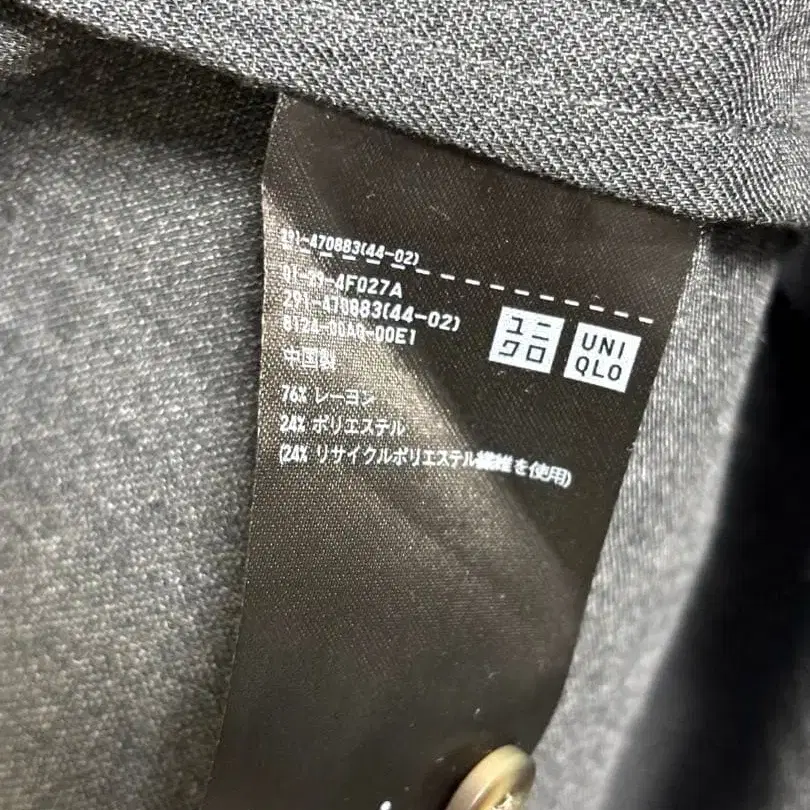 291-470883(44-02)
01-29-4F027A
291-470883(44-02)
8124-00A0-00E1
中国製
76% レーヨン
24% ポリエステル
(24% リサイクルポリエステル繊維を使用)
ユニ
クロ
UNI
QLO